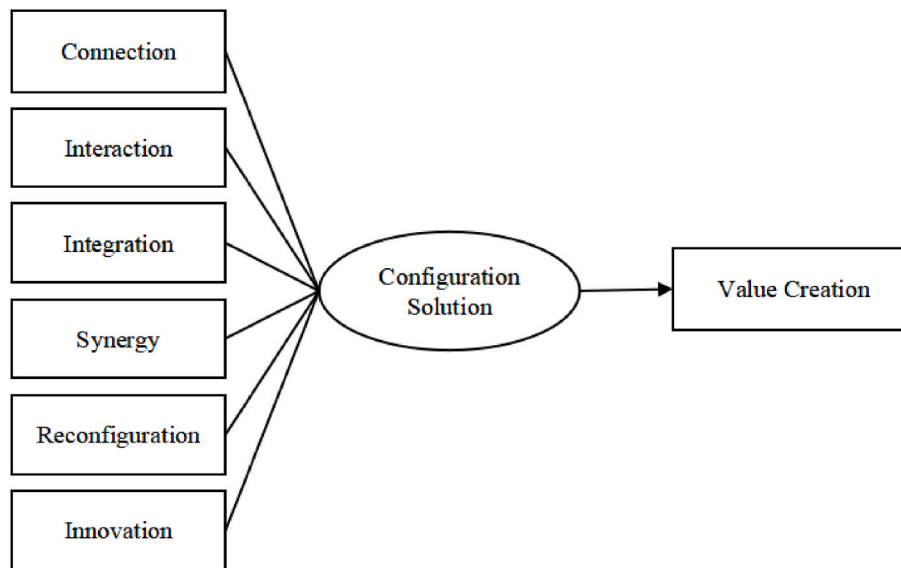 Connection
Interaction
Integration
Synergy
Reconfiguration
Innovation
Configuration
Solution
Value Creation